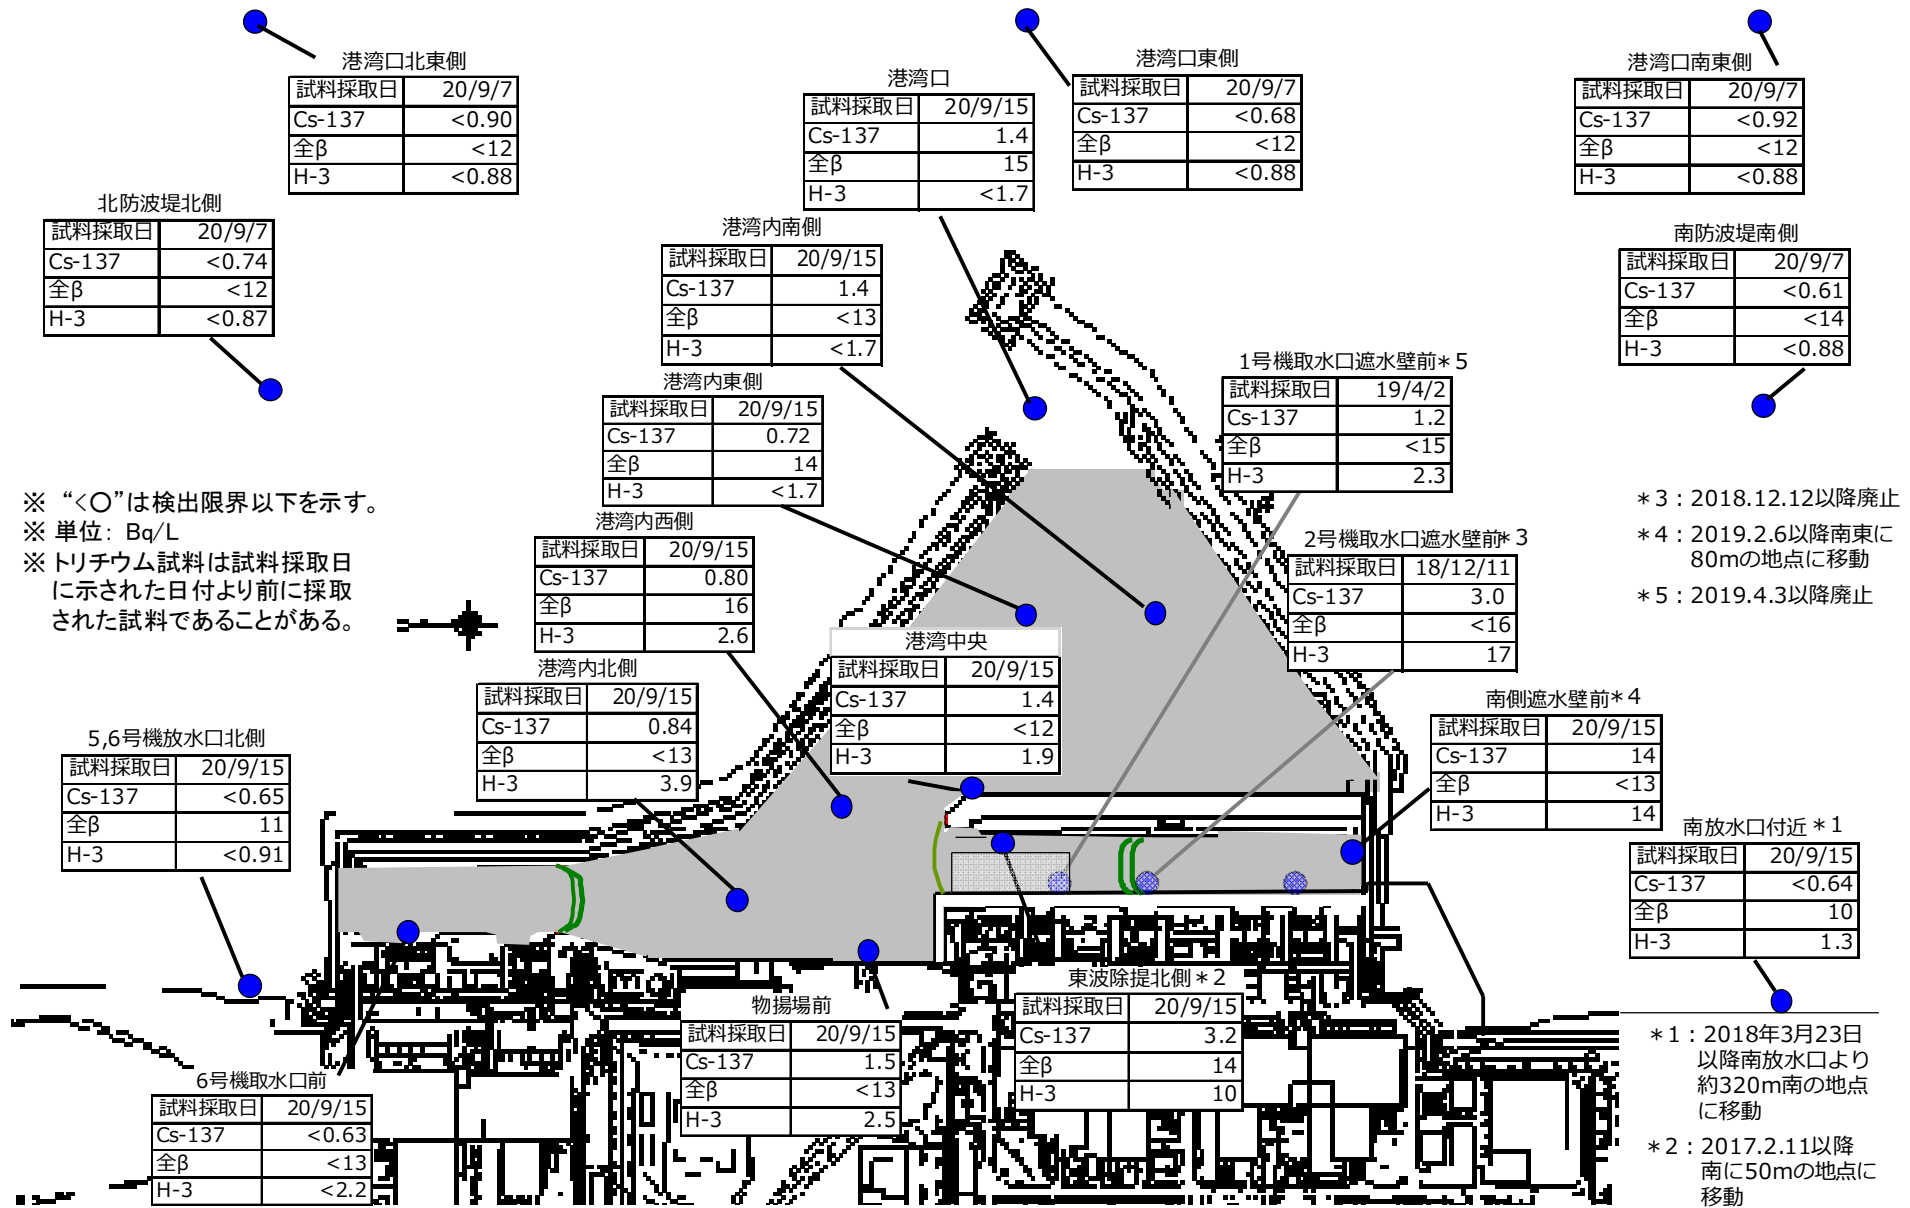 港湾口北東側
試料採取日 20/9/7
Cs-137 <0.90
全β <12
H-3 <0.88
港湾口東側
試料採取日 20/9/7
Cs-137 <0.68
全β <12
H-3 <0.88
港湾口南東側
試料採取日 20/9/7
Cs-137 <0.92
全β <12
H-3 <0.88
港湾口
試料採取日 20/9/15
Cs-137 1.4
全β 15
H-3 <1.7
北防波堤北側
試料採取日 20/9/7
Cs-137 <0.74
全β <12
H-3 <0.87
港湾内南側
試料採取日 20/9/15
Cs-137 1.4
全β <13
H-3 <1.7
南防波堤南側
試料採取日 20/9/7
Cs-137 <0.61
全β <14
H-3 <0.88
港湾内東側
試料採取日 20/9/15
Cs-137 0.72
全β 14
H-3 <1.7
1号機取水口遮水壁前*5
試料採取日 19/4/2
Cs-137 1.2
全β <15
H-3 2.3
※ “<〇”は検出限界以下を示す。
※ 単位: Bq/L
※ トリチウム試料は試料採取日
に示された日付より前に採取
された試料であることがある。
港湾内西側
試料採取日 20/9/15
Cs-137 0.80
全β 16
H-3 2.6
2号機取水口遮水壁前*3
試料採取日 18/12/11
Cs-137 3.0
全β <16
H-3 17
*3:2018.12.12以降廃止
*4:2019.2.6以降南東に
80mの地点に移動
*5:2019.4.3以降廃止
港湾中央
試料採取日 20/9/15
Cs-137 1.4
全β <12
H-3 1.9
港湾内北側
試料採取日 20/9/15
Cs-137 0.84
全β <13
H-3 3.9
南側遮水壁前*4
試料採取日 20/9/15
Cs-137 14
全β <13
H-3 14
5,6号機放水口北側
試料採取日 20/9/15
Cs-137 <0.65
全β 11
H-3 <0.91
南放水口付近*1
試料採取日 20/9/15
Cs-137 <0.64
全β 10
H-3 1.3
東波除提北側*2
試料採取日 20/9/15
Cs-137 3.2
全β 14
H-3 10
物揚場前
試料採取日 20/9/15
Cs-137 1.5
全β <13
H-3 2.5
6号機取水口前
試料採取日 20/9/15
Cs-137 <0.63
全β <13
H-3 <2.2
*1:2018年3月23日
以降南放水口より
約320m南の地点
に移動
*2:2017.2.11以降
南に50mの地点に
移動